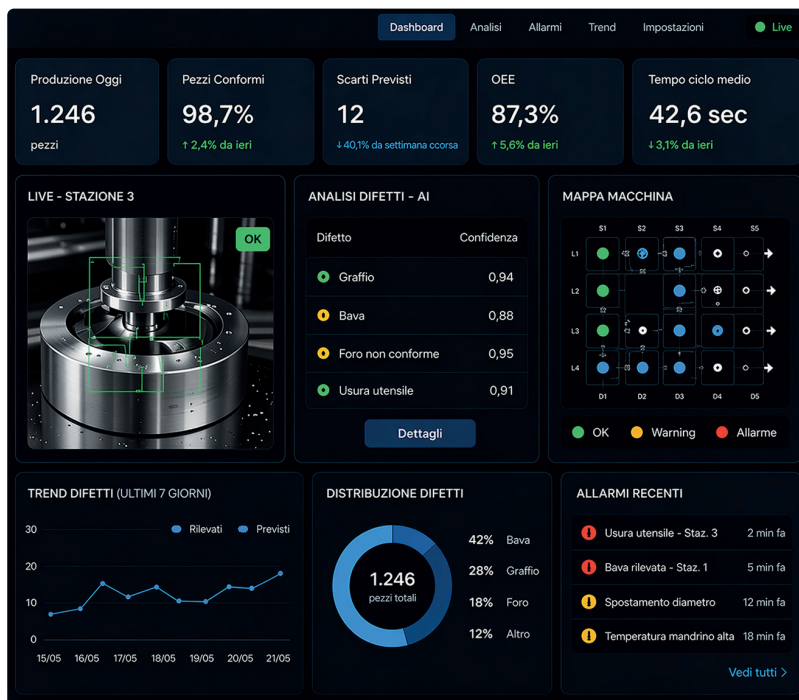 Dashboard Analisi Allarmi Trend Impostazioni Live
Produzione Oggi
1.246
pezzi
Pezzi Conformi
98,7%
↑ 2,4% da ieri
Scarti Previsti
12
↓40,1% da settimana ccorsa
OEE
87,3%
↑ 5,6% da ieri
Tempo ciclo medio
42,6 sec
↓ 3,1% da ieri
LIVE - STAZIONE 3
OK
ANALISI DIFETTI - AI
Difetto Confidenza
Graffio 0,94
Bava 0,88
Foro non conforme 0,95
Usura utensile 0,91
Dettagli
MAPPA MACCHINA
S1 S2 S3 S4 S5
L1
L2
L3
L4
D1 D2 D3 D4 D5
OK Warning Allarme
TREND DIFETTI (ULTIMI 7 GIORNI)
Rilevati Previsti
30
20
10
0
15/05 16/05 17/05 18/05 19/05 20/05 21/05
DISTRIBUZIONE DIFETTI
1.246
pezzi totali
42% Bava
28% Graffio
18% Foro
12% Altro
ALLARMI RECENTI
Usura utensile - Staz. 3 2 min fa
Bava rilevata - Staz. 1 5 min fa
Spostamento diametro 12 min fa
Temperatura mandrino alta 18 min fa
Vedi tutti >